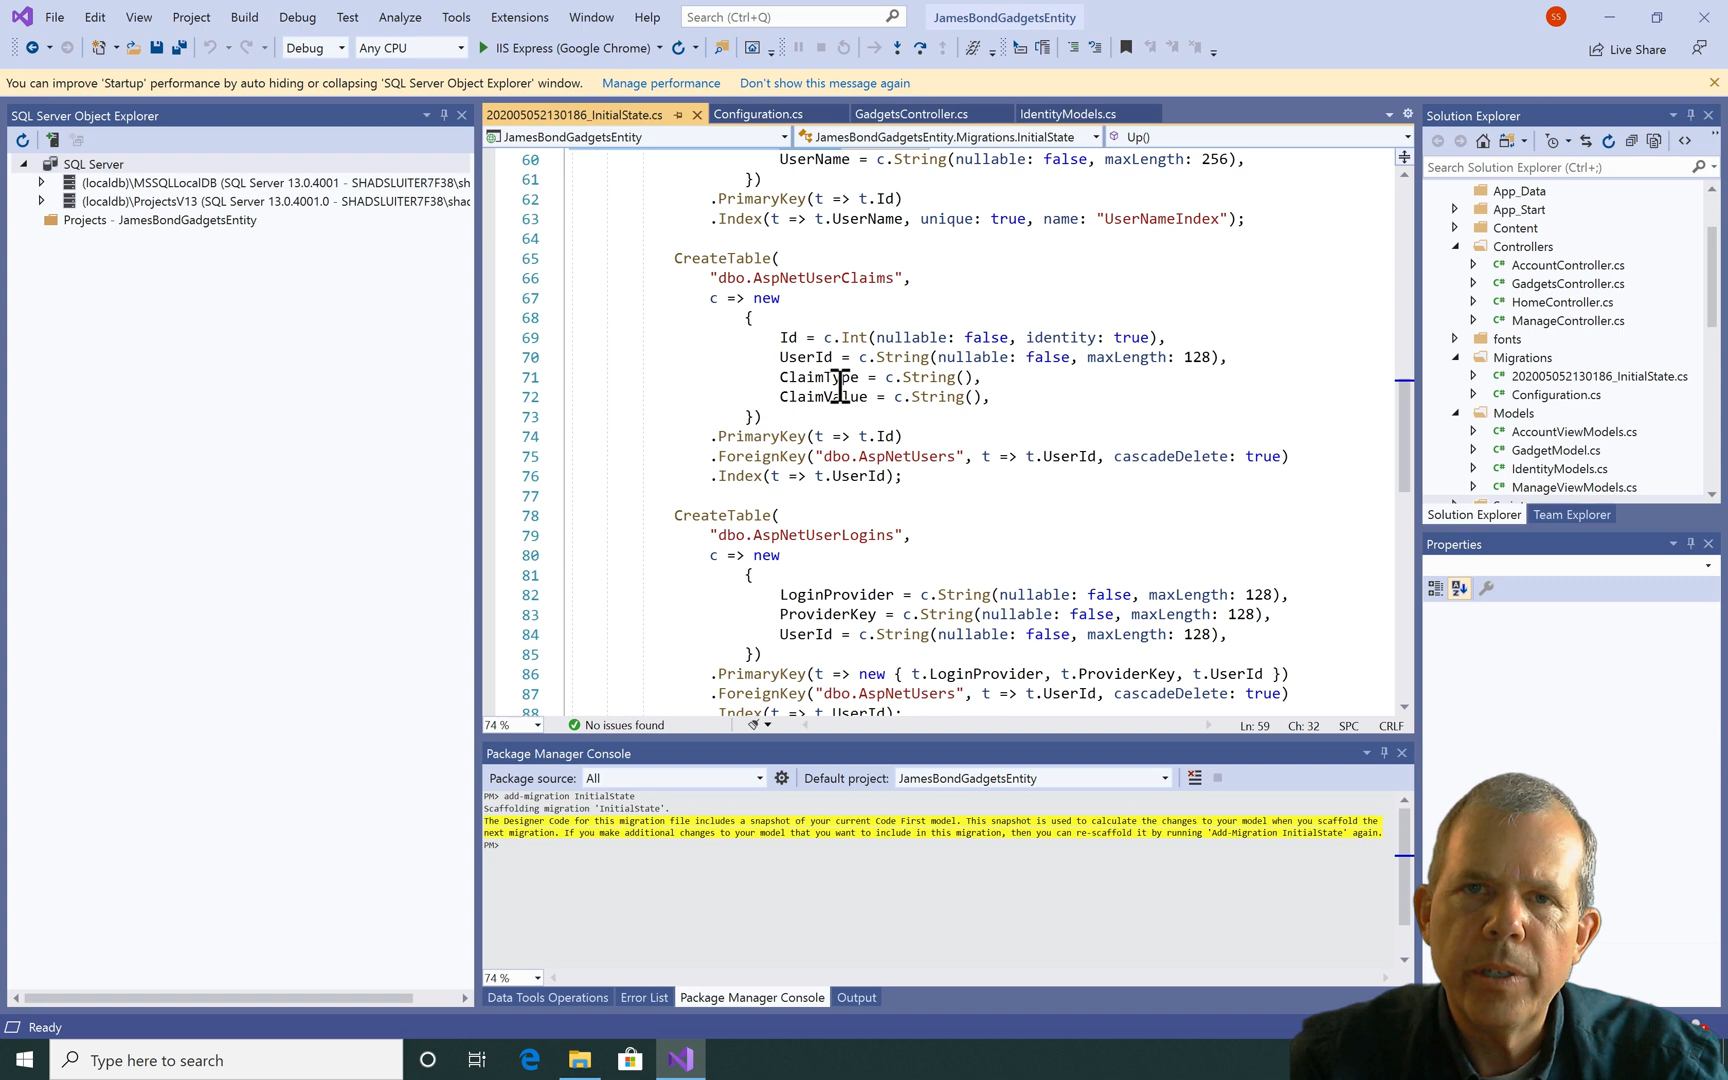 File Edit View Project Build Debug Test Analyze Tools Extensions Window Help Search (Ctrl+Q) JamesBondGadgetsEntity SS
Debug Any CPU IIS Express (Google Chrome) Live Share
You can improve 'Startup' performance by auto hiding or collapsing 'SQL Server Object Explorer' window. Manage performance Don't show this message again
SQL Server Object Explorer
SQL Server
(localdb)\MSSQLLocalDB (SQL Server 13.0.4001 - SHADSLUITER7F38\sh
(localdb)\ProjectsV13 (SQL Server 13.0.4001.0 - SHADSLUITER7F38\shad
Projects - JamesBondGadgetsEntity
202005052130186_InitialState.cs Configuration.cs GadgetsController.cs IdentityModels.cs
JamesBondGadgetsEntity JamesBondGadgetsEntity.Migrations.InitialState Up()
60 UserName = c.String(nullable: false, maxLength: 256),
61 })
62 .PrimaryKey(t => t.Id)
63 .Index(t => t.UserName, unique: true, name: "UserNameIndex");
64
65 CreateTable(
66 "dbo.AspNetUserClaims",
67 c => new
68 {
69 Id = c.Int(nullable: false, identity: true),
70 UserId = c.String(nullable: false, maxLength: 128),
71 ClaimType = c.String(),
72 ClaimValue = c.String(),
73 })
74 .PrimaryKey(t => t.Id)
75 .ForeignKey("dbo.AspNetUsers", t => t.UserId, cascadeDelete: true)
76 .Index(t => t.UserId);
77
78 CreateTable(
79 "dbo.AspNetUserLogins",
80 c => new
81 {
82 LoginProvider = c.String(nullable: false, maxLength: 128),
83 ProviderKey = c.String(nullable: false, maxLength: 128),
84 UserId = c.String(nullable: false, maxLength: 128),
85 })
86 .PrimaryKey(t => new { t.LoginProvider, t.ProviderKey, t.UserId })
87 .ForeignKey("dbo.AspNetUsers", t => t.UserId, cascadeDelete: true)
88 .Index(t => t.UserId);
74 % No issues found Ln: 59 Ch: 32 SPC CRLF
Package Manager Console
Package source: All Default project: JamesBondGadgetsEntity
PM> add-migration InitialState
Scaffolding migration 'InitialState'.
The Designer Code for this migration file includes a snapshot of your current Code First model. This snapshot is used to calculate the changes to your model when you scaffold the
next migration. If you make additional changes to your model that you want to include in this migration, then you can re-scaffold it by running 'Add-Migration InitialState' again.
PM>
74 %
Data Tools Operations Error List Package Manager Console Output
Solution Explorer
Search Solution Explorer (Ctrl+;)
App_Data
App_Start
Content
Controllers
C# AccountController.cs
C# GadgetsController.cs
C# HomeController.cs
C# ManageController.cs
fonts
Migrations
C# 202005052130186_InitialState.cs
C# Configuration.cs
Models
C# AccountViewModels.cs
C# GadgetModel.cs
C# IdentityModels.cs
C# ManageViewModels.cs
Solution Explorer Team Explorer
Properties
Ready
Type here to search